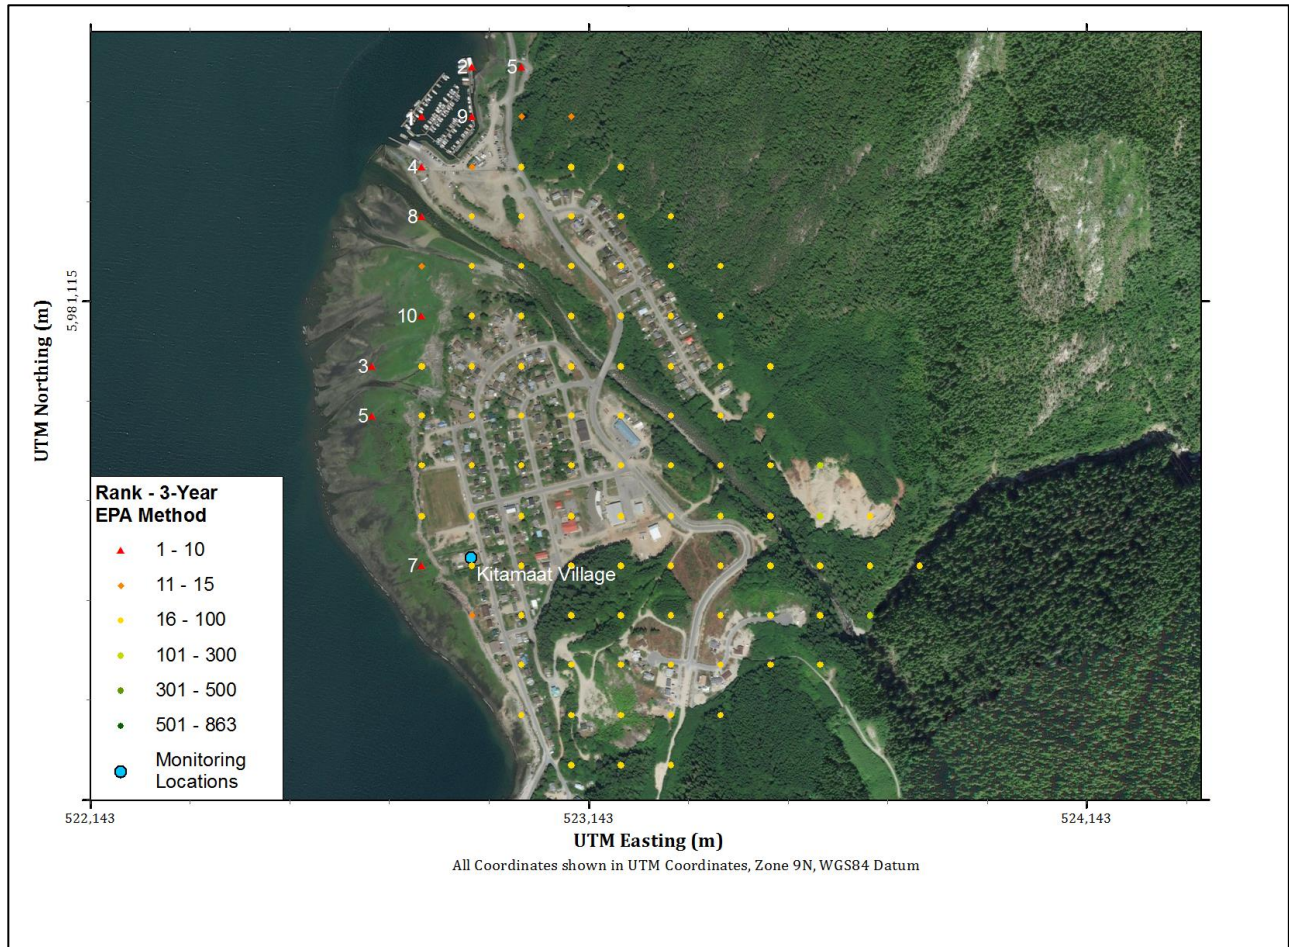 2
5
1
9
4
8
10
3
5
7
Kitamaat Village
UTM Northing (m)
5,981,115
Rank - 3-Year
EPA Method
1 - 10
11 - 15
16 - 100
101 - 300
301 - 500
501 - 863
Monitoring
Locations
522,143
523,143
524,143
UTM Easting (m)
All Coordinates shown in UTM Coordinates, Zone 9N, WGS84 Datum